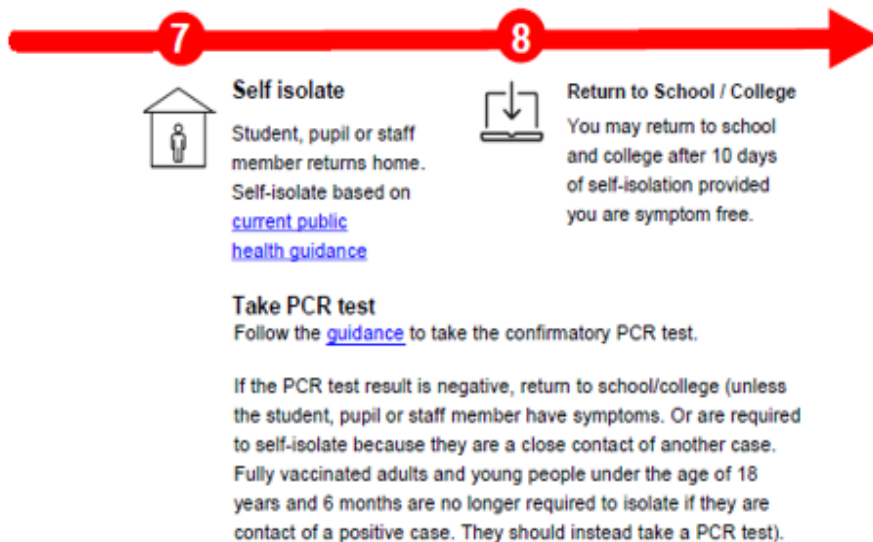 7
8
Self isolate
Student, pupil or staff
member returns home.
Self-isolate based on
current public
health guidance
Return to School / College
You may return to school
and college after 10 days
of self-isolation provided
you are symptom free.
Take PCR test
Follow the guidance to take the confirmatory PCR test.
If the PCR test result is negative, return to school/college (unless
the student, pupil or staff member have symptoms. Or are required
to self-isolate because they are a close contact of another case.
Fully vaccinated adults and young people under the age of 18
years and 6 months are no longer required to isolate if they are
contact of a positive case. They should instead take a PCR test).